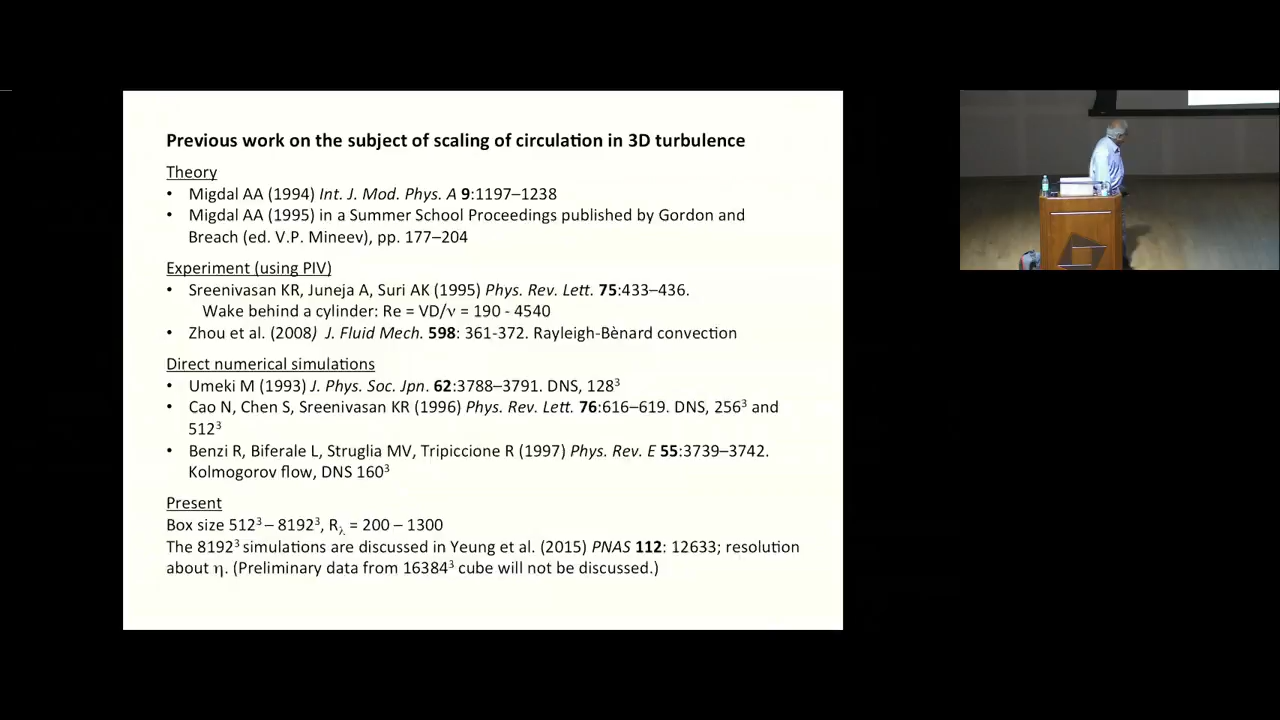 Previous work on the subject of scaling of circulation in 3D turbulence
Theory
• Migdal AA (1994) Int. J. Mod. Phys. A 9:1197–1238
• Migdal AA (1995) in a Summer School Proceedings published by Gordon and
Breach (ed. V.P. Mineev), pp. 177–204
Experiment (using PIV)
• Sreenivasan KR, Juneja A, Suri AK (1995) Phys. Rev. Lett. 75:433–436.
Wake behind a cylinder: Re = VD/ν = 190 - 4540
• Zhou et al. (2008) J. Fluid Mech. 598: 361-372. Rayleigh-Bènard convection
Direct numerical simulations
• Umeki M (1993) J. Phys. Soc. Jpn. 62:3788–3791. DNS, 128³
• Cao N, Chen S, Sreenivasan KR (1996) Phys. Rev. Lett. 76:616–619. DNS, 256³ and
512³
• Benzi R, Biferale L, Struglia MV, Tripiccione R (1997) Phys. Rev. E 55:3739–3742.
Kolmogorov flow, DNS 160³
Present
Box size 512³ – 8192³, Rλ = 200 – 1300
The 8192³ simulations are discussed in Yeung et al. (2015) PNAS 112: 12633; resolution
about η. (Preliminary data from 16384³ cube will not be discussed.)